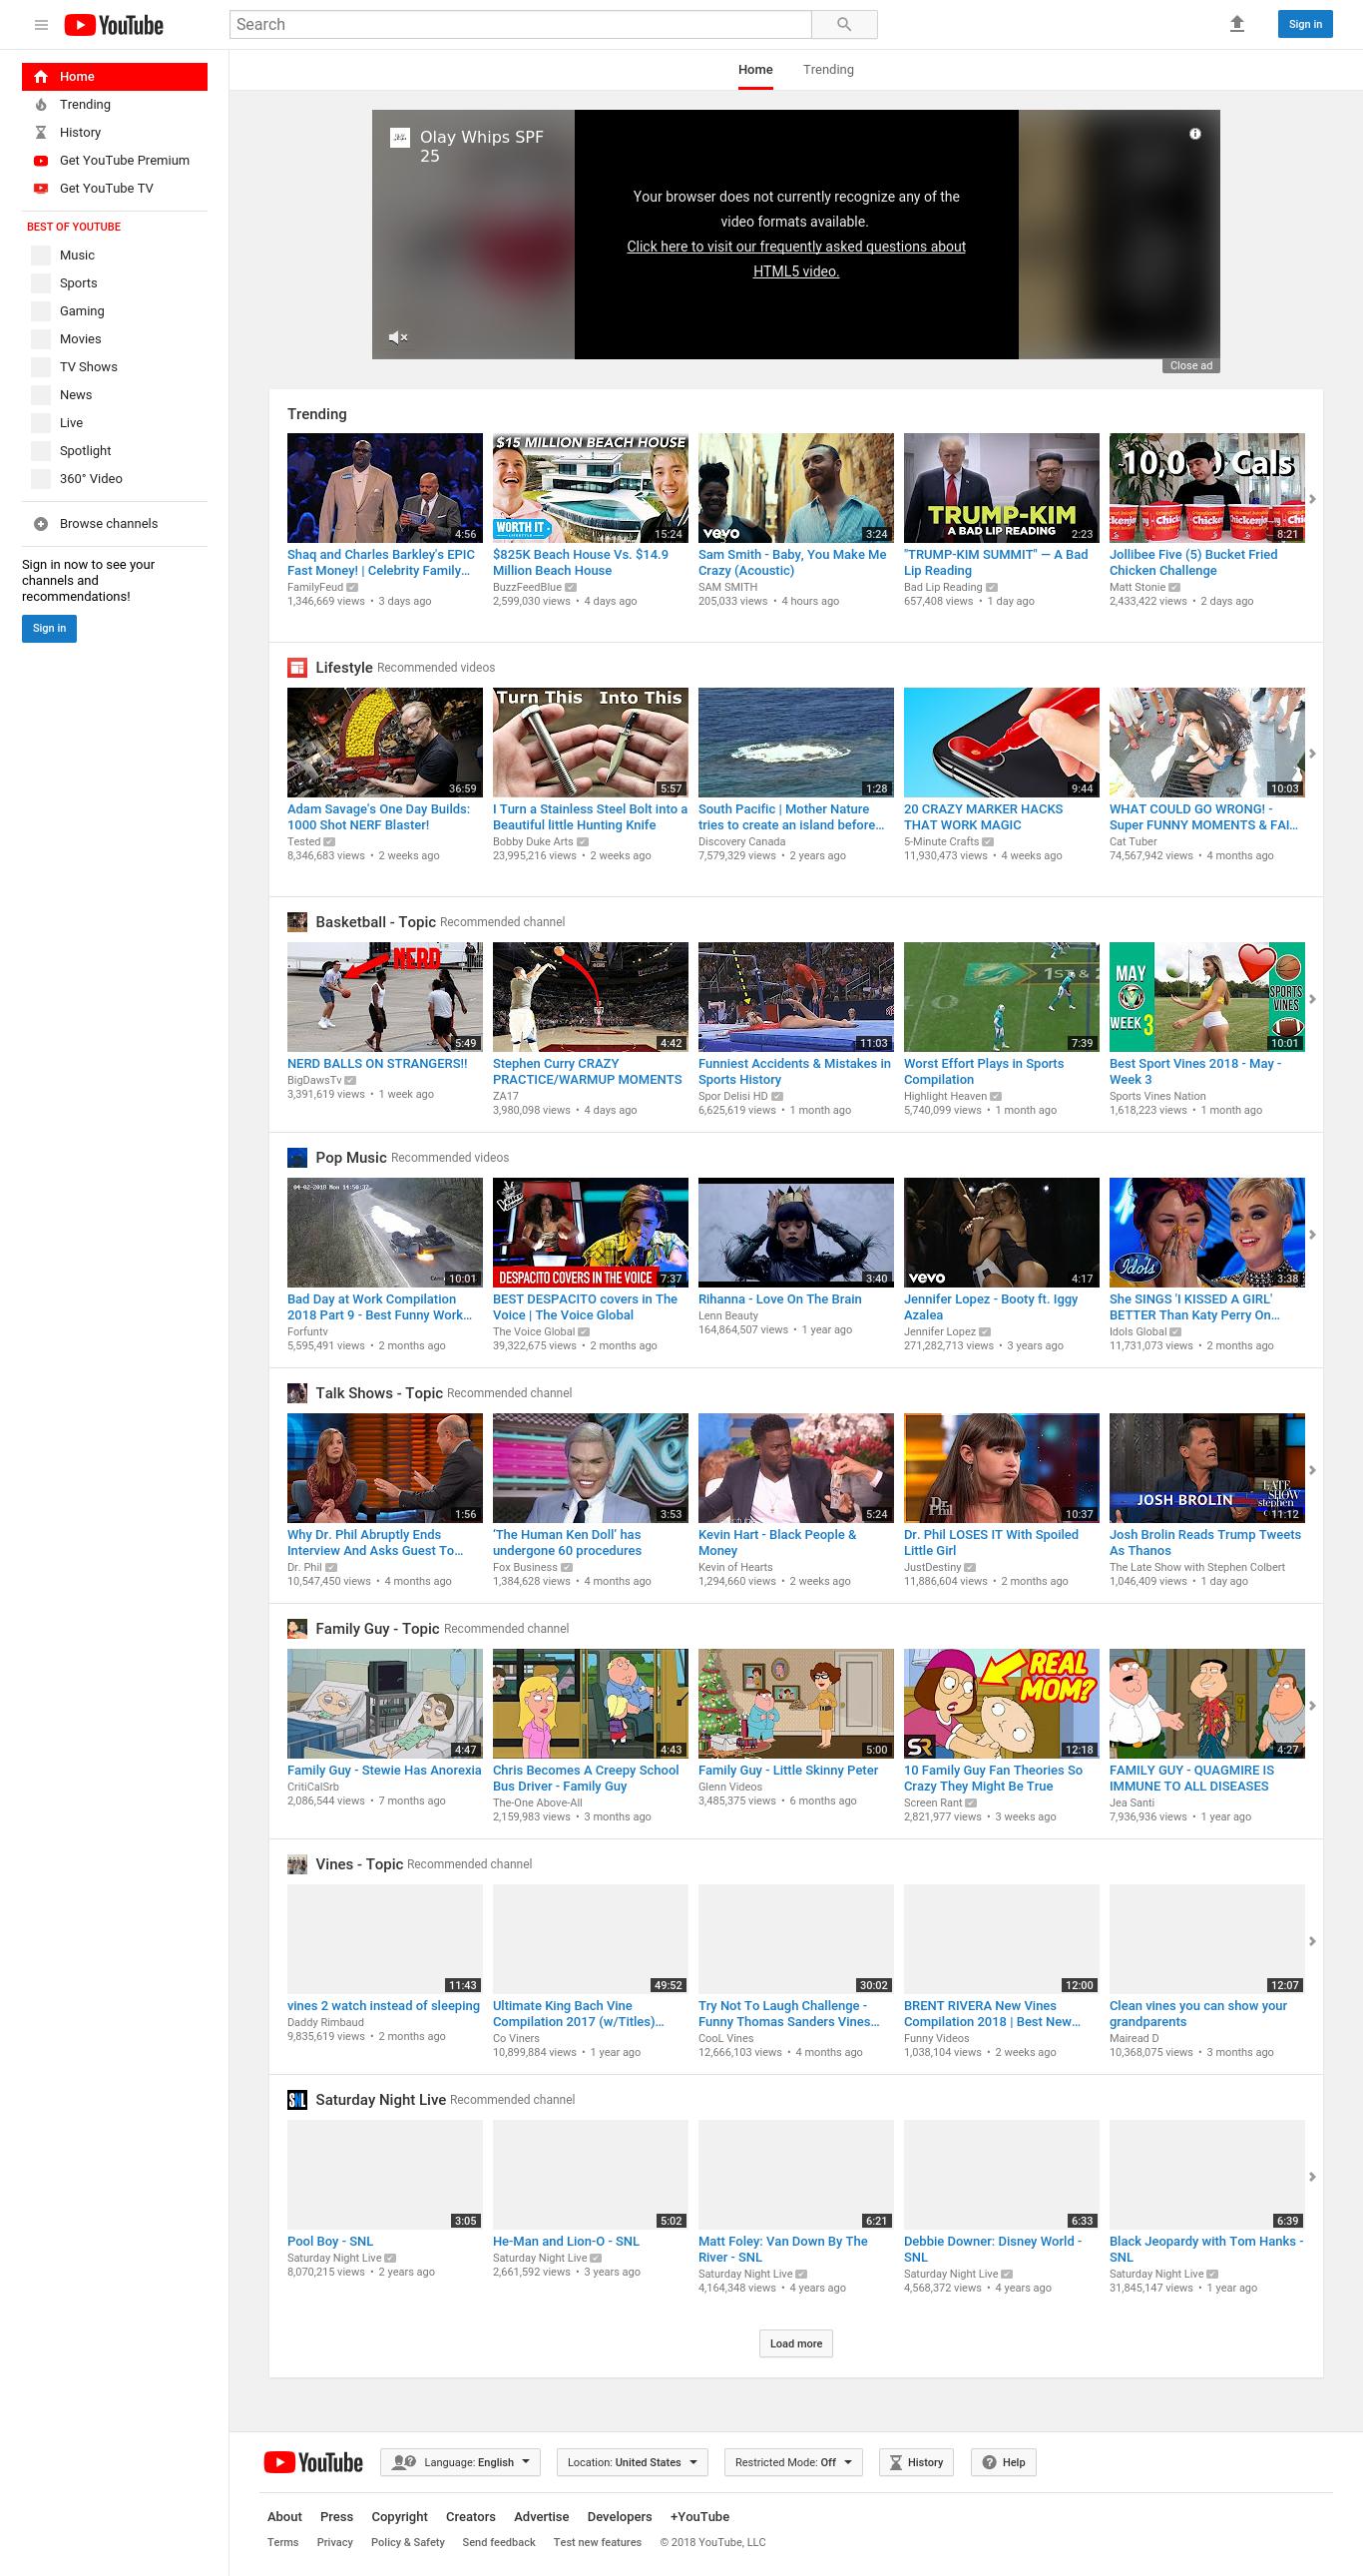 YouTube
Search
Sign in
Home
Trending
History
Get YouTube Premium
Get YouTube TV
BEST OF YOUTUBE
Music
Sports
Gaming
Movies
TV Shows
News
Live
Spotlight
360° Video
Browse channels
Sign in now to see your
channels and
recommendations!
Sign in
Home Trending
Olay Whips SPF
25
Your browser does not currently recognize any of the
video formats available.
Click here to visit our frequently asked questions about
HTML5 video.
Close ad
Trending
4:56
Shaq and Charles Barkley's EPIC
Fast Money! | Celebrity Family...
FamilyFeud
1,346,669 views • 3 days ago
$15 MILLION BEACH HOUSE
WORTH IT
15:24
$825K Beach House Vs. $14.9
Million Beach House
BuzzFeedBlue
2,599,030 views • 4 days ago
vevo
3:24
Sam Smith - Baby, You Make Me
Crazy (Acoustic)
SAM SMITH
205,033 views • 4 hours ago
TRUMP-KIM
A BAD LIP READING
2:23
"TRUMP-KIM SUMMIT" — A Bad
Lip Reading
Bad Lip Reading
657,408 views • 1 day ago
Cals
8:21
Jollibee Five (5) Bucket Fried
Chicken Challenge
Matt Stonie
2,433,422 views • 2 days ago
Lifestyle Recommended videos
36:59
Adam Savage's One Day Builds:
1000 Shot NERF Blaster!
Tested
8,346,683 views • 2 weeks ago
Turn This Into This
5:57
I Turn a Stainless Steel Bolt into a
Beautiful little Hunting Knife
Bobby Duke Arts
23,995,216 views • 2 weeks ago
1:28
South Pacific | Mother Nature
tries to create an island before...
Discovery Canada
7,579,329 views • 2 years ago
9:44
20 CRAZY MARKER HACKS
THAT WORK MAGIC
5-Minute Crafts
11,930,473 views • 4 weeks ago
10:03
WHAT COULD GO WRONG! -
Super FUNNY MOMENTS & FAI...
Cat Tuber
74,567,942 views • 4 months ago
Basketball - Topic Recommended channel
NERD
5:49
NERD BALLS ON STRANGERS!!
BigDawsTv
3,391,619 views • 1 week ago
4:42
Stephen Curry CRAZY
PRACTICE/WARMUP MOMENTS
ZA17
3,980,098 views • 4 days ago
11:03
Funniest Accidents & Mistakes in
Sports History
Spor Delisi HD
6,625,619 views • 1 month ago
1ST & 2
7:39
Worst Effort Plays in Sports
Compilation
Highlight Heaven
5,740,099 views • 1 month ago
MAY
WEEK 3
SPORTS
VINES
10:01
Best Sport Vines 2018 - May -
Week 3
Sports Vines Nation
1,618,223 views • 1 month ago
Pop Music Recommended videos
04-02-2018 Mon 14:50:37
10:01
Bad Day at Work Compilation
2018 Part 9 - Best Funny Work...
Forfuntv
5,595,491 views • 2 months ago
DESPACITO COVERS IN THE VOICE
7:37
BEST DESPACITO covers in The
Voice | The Voice Global
The Voice Global
39,322,675 views • 2 months ago
3:40
Rihanna - Love On The Brain
Lenn Beauty
164,864,507 views • 1 year ago
vevo
4:17
Jennifer Lopez - Booty ft. Iggy
Azalea
Jennifer Lopez
271,282,713 views • 3 years ago
Idols
3:38
She SINGS 'I KISSED A GIRL'
BETTER Than Katy Perry On...
Idols Global
11,731,073 views • 2 months ago
Talk Shows - Topic Recommended channel
1:56
Why Dr. Phil Abruptly Ends
Interview And Asks Guest To...
Dr. Phil
10,547,450 views • 4 months ago
3:53
'The Human Ken Doll' has
undergone 60 procedures
Fox Business
1,384,628 views • 4 months ago
5:24
Kevin Hart - Black People &
Money
Kevin of Hearts
1,294,660 views • 2 weeks ago
Dr. Phil
10:37
Dr. Phil LOSES IT With Spoiled
Little Girl
JustDestiny
11,886,604 views • 2 months ago
JOSH BROLIN
LATE
SHOW
stephen
11:12
Josh Brolin Reads Trump Tweets
As Thanos
The Late Show with Stephen Colbert
1,046,409 views • 1 day ago
Family Guy - Topic Recommended channel
4:47
Family Guy - Stewie Has Anorexia
CritiCalSrb
2,086,544 views • 7 months ago
4:43
Chris Becomes A Creepy School
Bus Driver - Family Guy
The-One Above-All
2,159,983 views • 3 months ago
5:00
Family Guy - Little Skinny Peter
Glenn Videos
3,485,375 views • 6 months ago
REAL
MOM?
SR
12:18
10 Family Guy Fan Theories So
Crazy They Might Be True
Screen Rant
2,821,977 views • 3 weeks ago
4:27
FAMILY GUY - QUAGMIRE IS
IMMUNE TO ALL DISEASES
Jea Santi
7,936,936 views • 1 year ago
Vines - Topic Recommended channel
11:43
vines 2 watch instead of sleeping
Daddy Rimbaud
9,835,619 views • 2 months ago
49:52
Ultimate King Bach Vine
Compilation 2017 (w/Titles)...
Co Viners
10,899,884 views • 1 year ago
30:02
Try Not To Laugh Challenge -
Funny Thomas Sanders Vines...
CooL Vines
12,666,103 views • 4 months ago
12:00
BRENT RIVERA New Vines
Compilation 2018 | Best New...
Funny Videos
1,038,104 views • 2 weeks ago
12:07
Clean vines you can show your
grandparents
Mairead D
10,368,075 views • 3 months ago
SNL
Saturday Night Live Recommended channel
3:05
Pool Boy - SNL
Saturday Night Live
8,070,215 views • 2 years ago
5:02
He-Man and Lion-O - SNL
Saturday Night Live
2,661,592 views • 3 years ago
6:21
Matt Foley: Van Down By The
River - SNL
Saturday Night Live
4,164,348 views • 4 years ago
6:33
Debbie Downer: Disney World -
SNL
Saturday Night Live
4,568,372 views • 4 years ago
6:39
Black Jeopardy with Tom Hanks -
SNL
Saturday Night Live
31,845,147 views • 1 year ago
Load more
YouTube Language: English Location: United States Restricted Mode: Off History Help
About Press Copyright Creators Advertise Developers +YouTube
Terms Privacy Policy & Safety Send feedback Test new features © 2018 YouTube, LLC